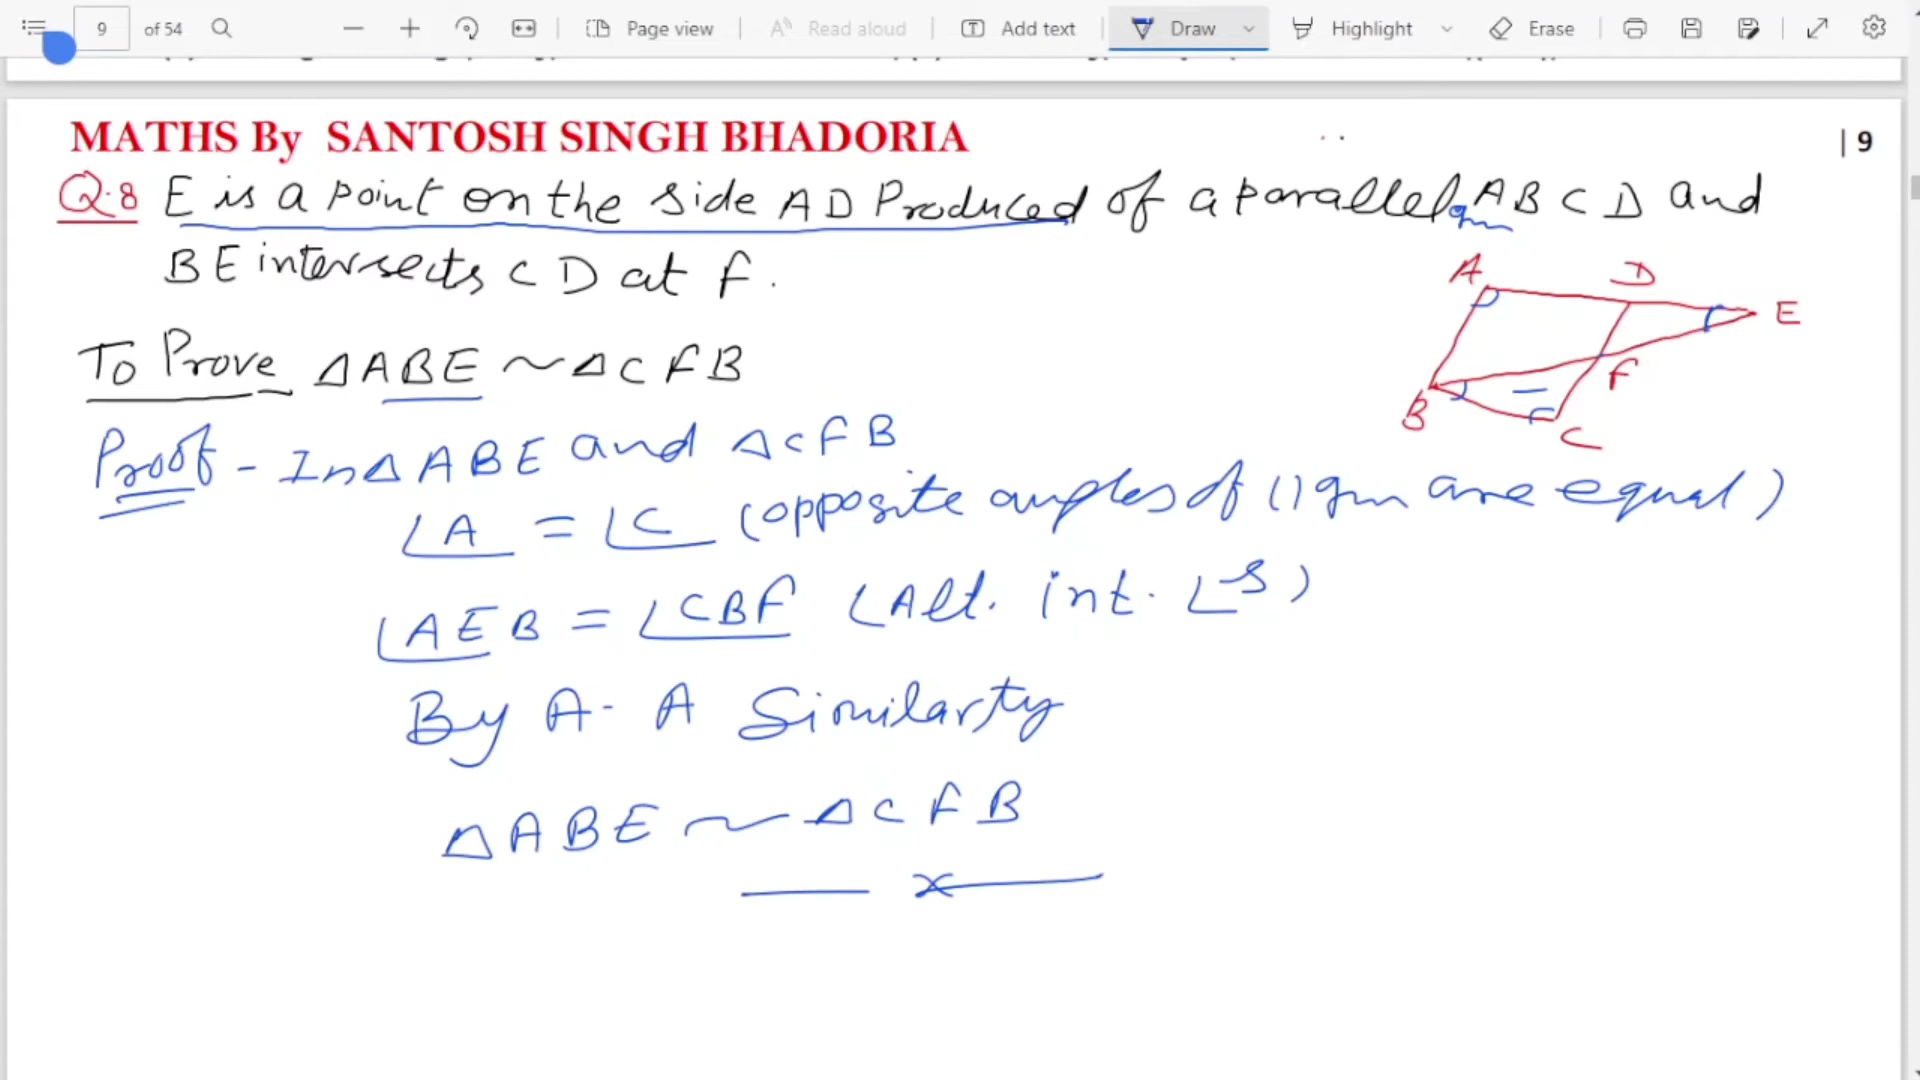 9 of 54 Page view Read aloud Add text Draw Highlight Erase
MATHS By SANTOSH SINGH BHADORIA | 9
Q.8 E is a point on the side AD Produced of a parallelgm ABCD and
BE intersects CD at F.
A D E
B F C
To Prove ΔABE ~ ΔCFB
Proof - In Δ ABE and ΔCFB
∠A = ∠C (opposite angles of ||gm are equal)
∠AEB = ∠CBF (Alt. int. ∠s)
By A-A Similarity
ΔABE ~ ΔCFB
x